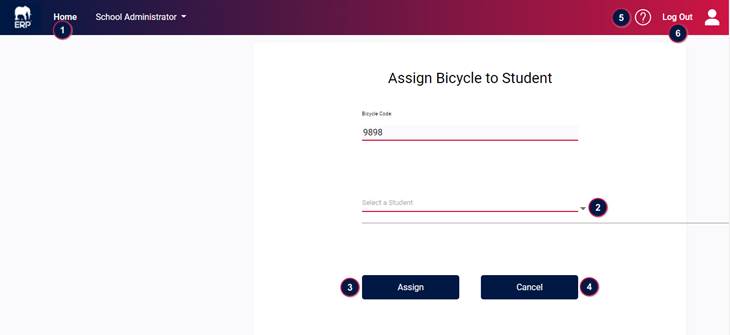 Home
School Administrator
5
?
Log Out
ERP
1
6
Assign Bicycle to Student
Bicycle Code
9898
Select a Student
2
3
Assign
Cancel
4